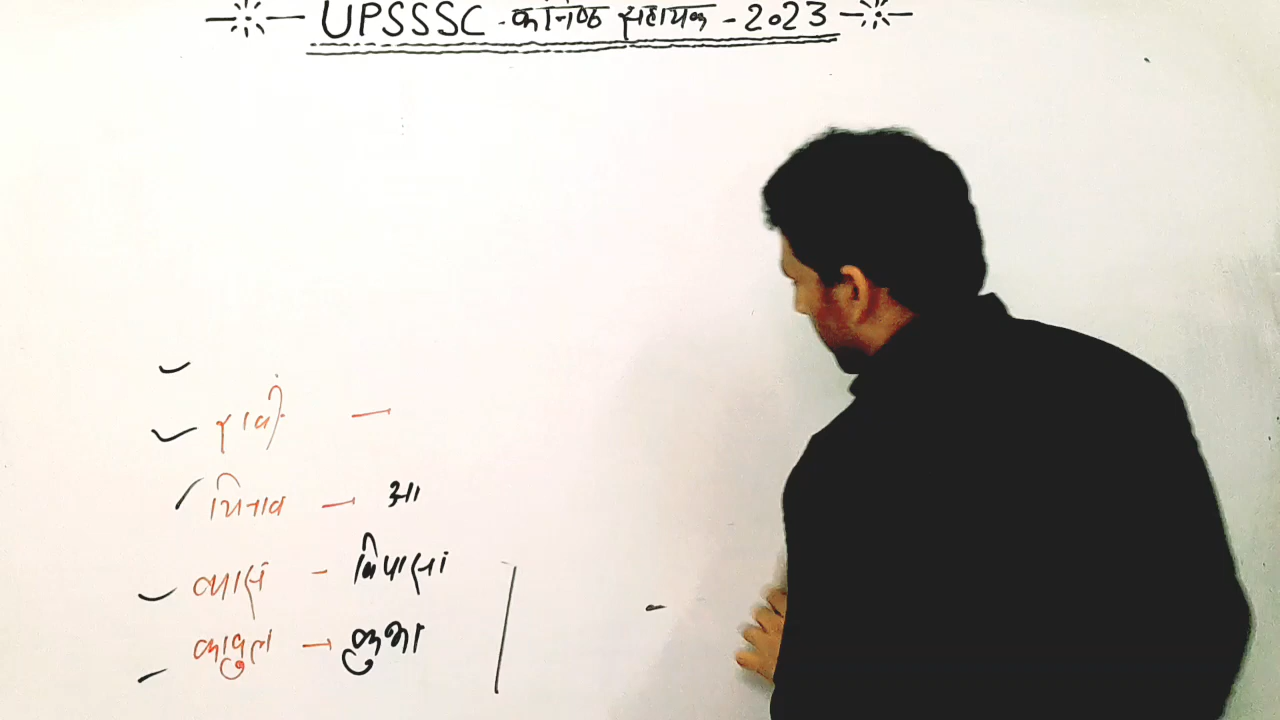 UPSSSC - कनिष्ठ सहायक - 2023
रावी —
चिनाव — आ
व्यास - विपासा
काबुल → कुभा